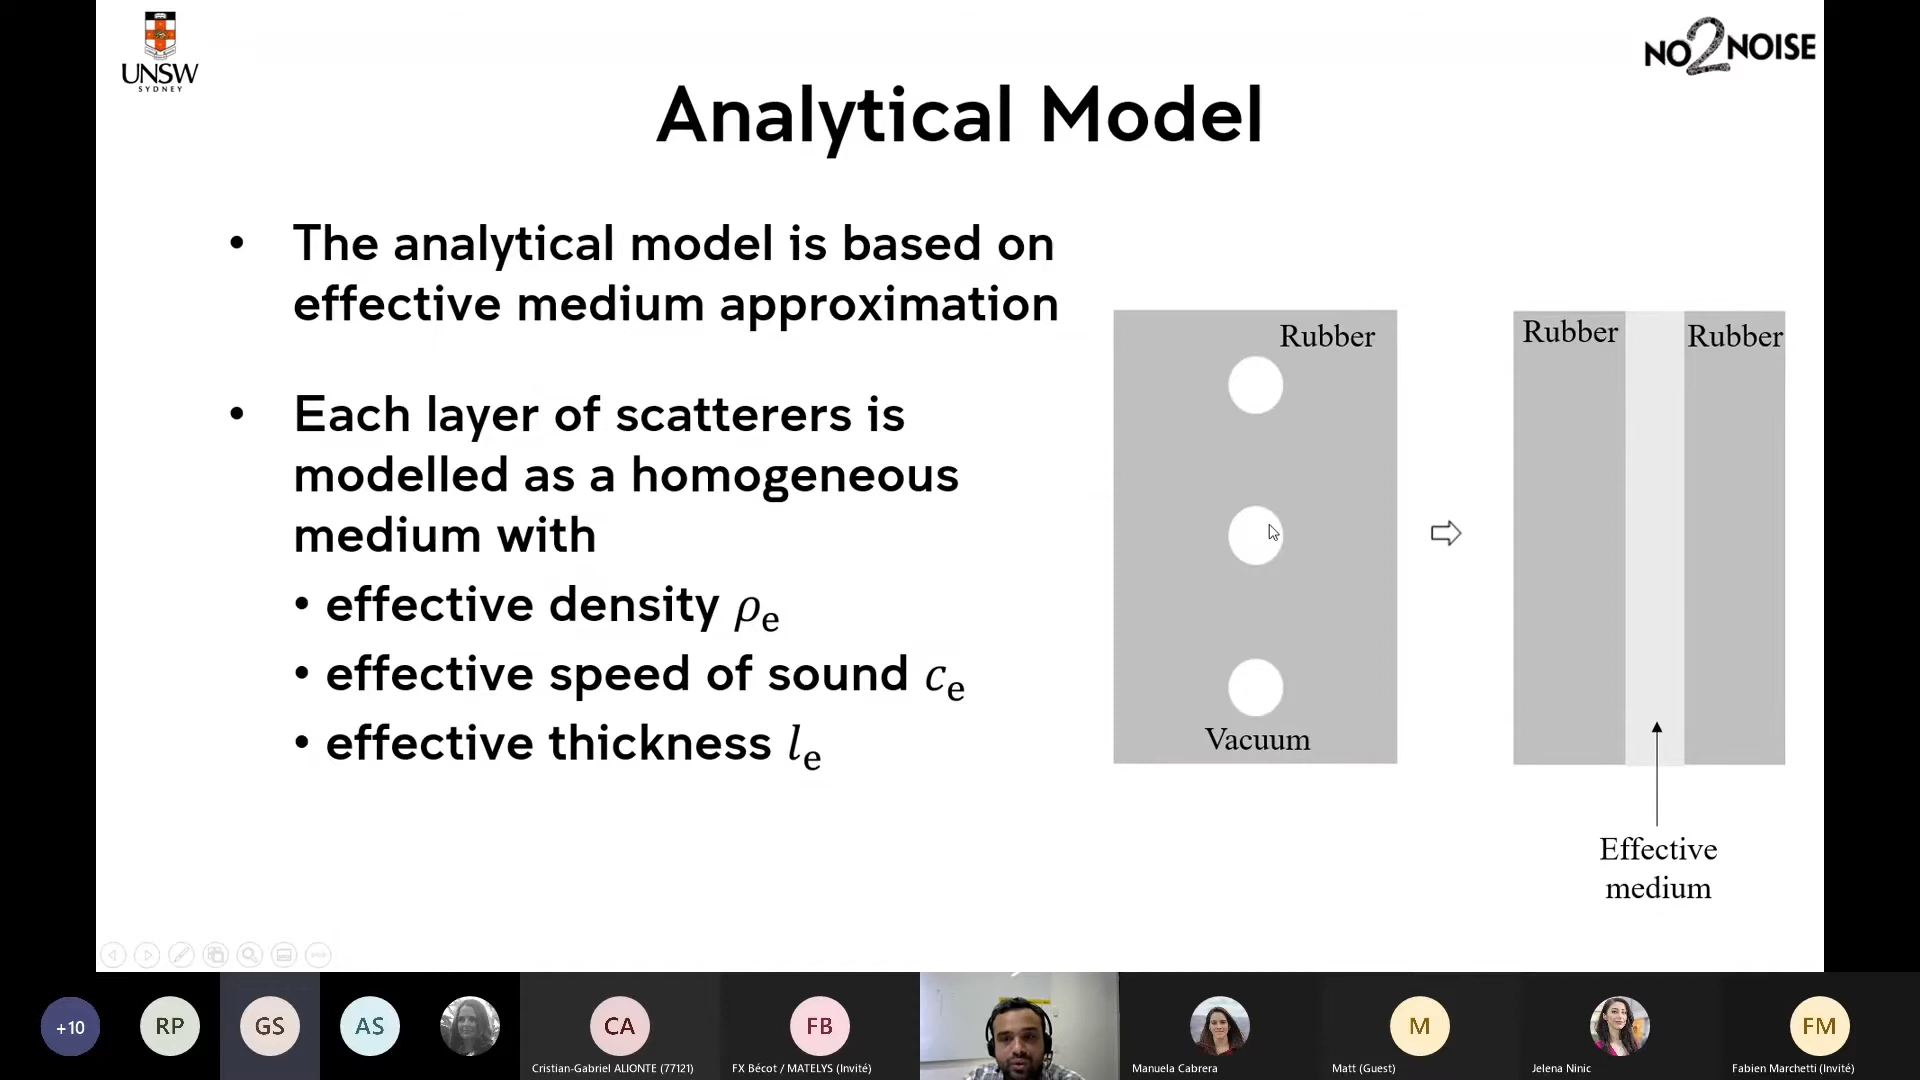 UNSW
SYDNEY
NO2NOISE
Analytical Model
• The analytical model is based on
effective medium approximation
• Each layer of scatterers is
modelled as a homogeneous
medium with
• effective density ρe
• effective speed of sound ce
• effective thickness le
Rubber
Vacuum
Rubber
Rubber
Effective
medium
+10
RP
GS
AS
CA
Cristian-Gabriel ALIONTE (77121)
FB
FX Bécot / MATELYS (Invité)
Manuela Cabrera
M
Matt (Guest)
Jelena Ninic
FM
Fabien Marchetti (Invité)